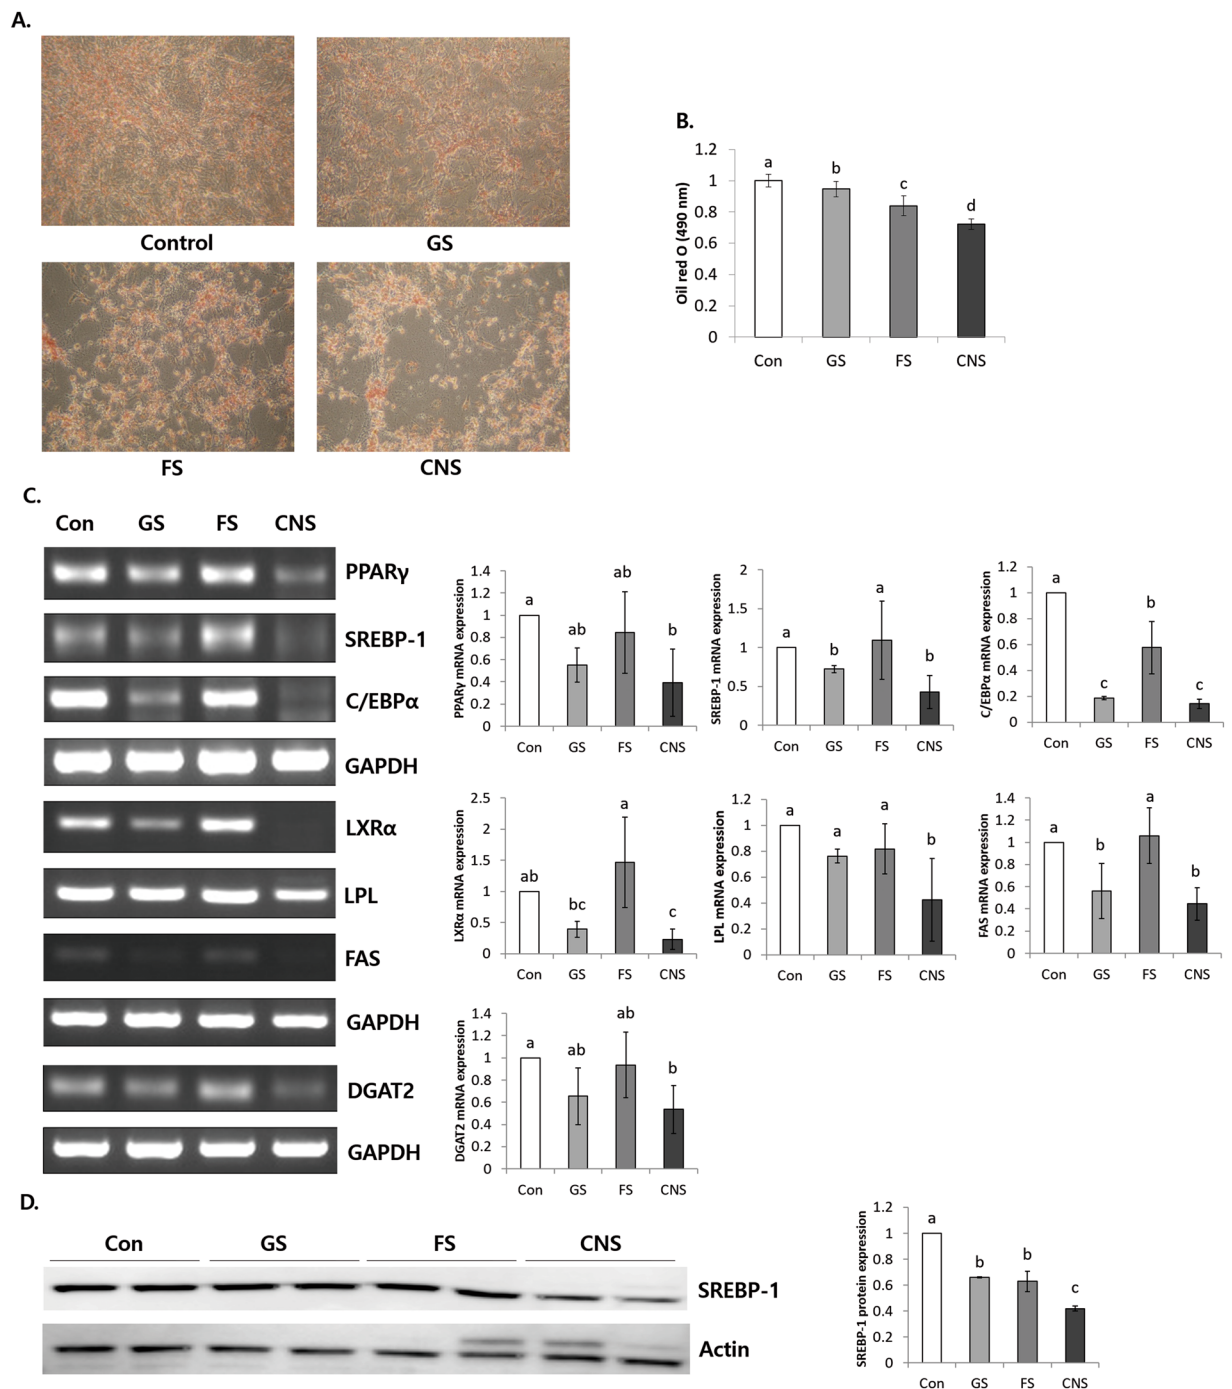 A.
Control
GS
FS
CNS
B.
Oil red O (490 nm)
1.2
1
0.8
0.6
0.4
0.2
0
a
b
c
d
Con GS FS CNS
C.
Con GS FS CNS
PPARγ
SREBP-1
C/EBPα
GAPDH
LXRα
LPL
FAS
GAPDH
DGAT2
GAPDH
PPARγ mRNA expression
1.4
1.2
1
0.8
0.6
0.4
0.2
0
a ab ab b
Con GS FS CNS
SREBP-1 mRNA expression
2
1.5
1
0.5
0
a b a b
Con GS FS CNS
C/EBPα mRNA expression
1.2
1
0.8
0.6
0.4
0.2
0
a c b c
Con GS FS CNS
LXRα mRNA expression
2.5
2
1.5
1
0.5
0
ab bc a c
Con GS FS CNS
LPL mRNA expression
1.2
1
0.8
0.6
0.4
0.2
0
a a a b
Con GS FS CNS
FAS mRNA expression
1.4
1.2
1
0.8
0.6
0.4
0.2
0
a b a b
Con GS FS CNS
DGAT2 mRNA expression
1.4
1.2
1
0.8
0.6
0.4
0.2
0
a ab ab b
Con GS FS CNS
D.
Con GS FS CNS
SREBP-1
Actin
SREBP-1 protein expression
1.2
1
0.8
0.6
0.4
0.2
0
a b b c
Con GS FS CNS